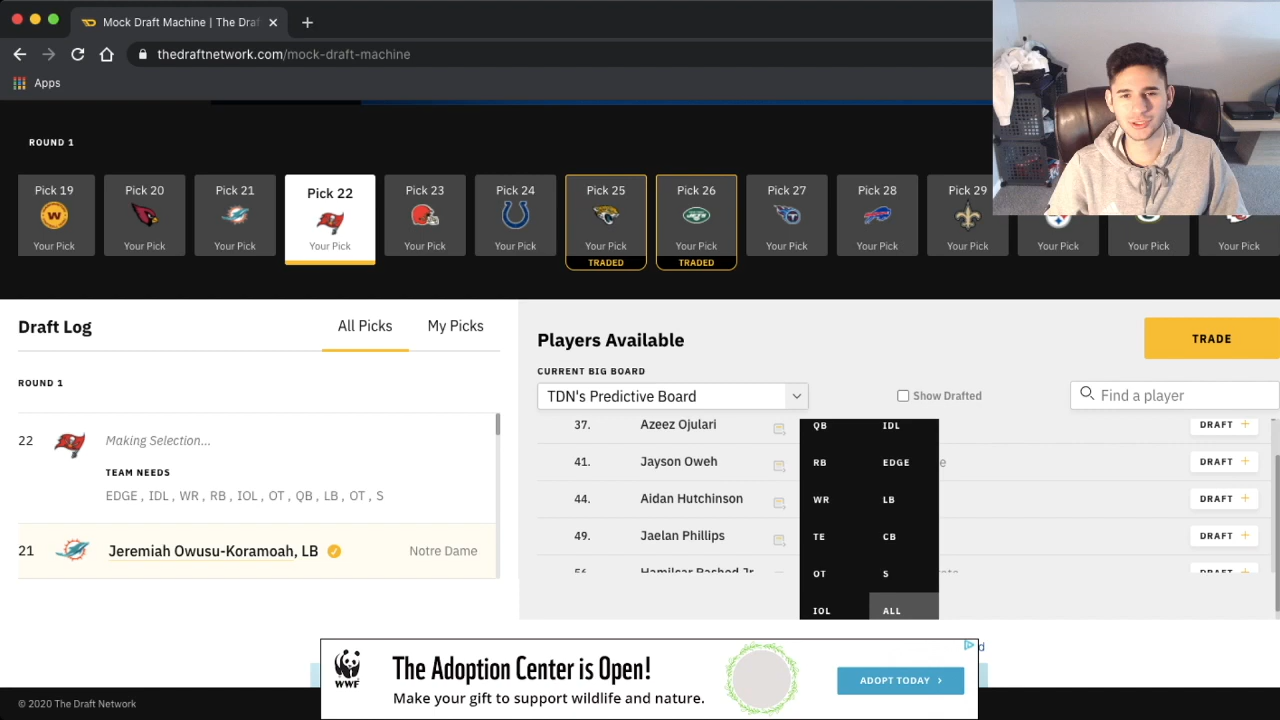 Mock Draft Machine | The Draf
thedraftnetwork.com/mock-draft-machine
Apps
ROUND 1
Pick 19 Pick 20 Pick 21 Pick 22 Pick 23 Pick 24 Pick 25 Pick 26 Pick 27 Pick 28 Pick 29
Your Pick Your Pick Your Pick Your Pick Your Pick Your Pick Your Pick Your Pick Your Pick Your Pick Your Pick Your Pick Your Pick Your Pick
TRADED TRADED
Draft Log All Picks My Picks
ROUND 1
22 Making Selection...
TEAM NEEDS
EDGE , IDL , WR , RB , IOL , OT , QB , LB , OT , S
21 Jeremiah Owusu-Koramoah, LB Notre Dame
Players Available TRADE
CURRENT BIG BOARD
TDN's Predictive Board Show Drafted Find a player
37. Azeez Ojulari DRAFT +
41. Jayson Oweh DRAFT +
44. Aidan Hutchinson DRAFT +
49. Jaelan Phillips DRAFT +
56. Hamilcar Rashed Jr. DRAFT +
QB IDL
RB EDGE
WR LB
TE CB
OT S
IOL ALL
WWF
The Adoption Center is Open!
Make your gift to support wildlife and nature.
ADOPT TODAY >
© 2020 The Draft Network